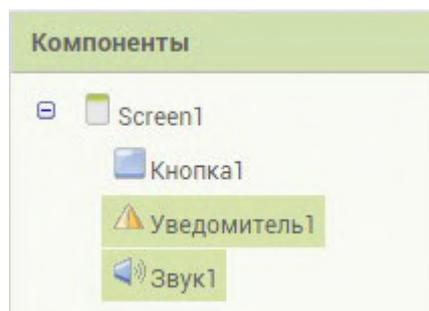 Компоненты
Screen1
Кнопка1
Уведомитель1
Звук1